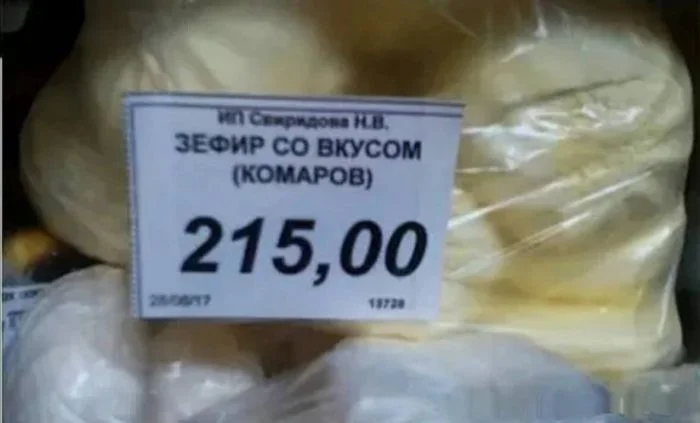 ИП Свиридова Н.В.
ЗЕФИР СО ВКУСОМ
(КОМАРОВ)
215,00
28/08/17 13728